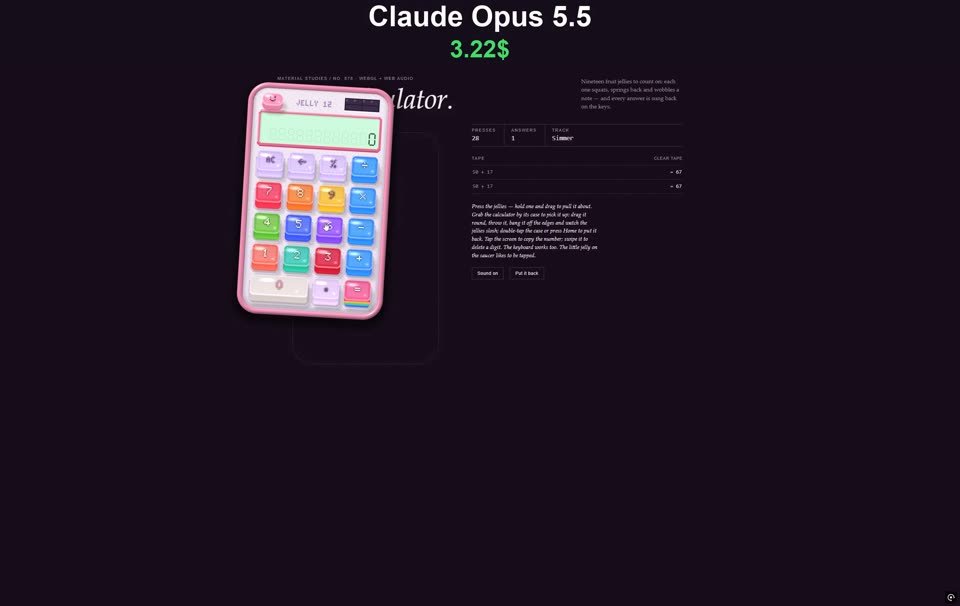 Claude Opus 5.5
3.22$
MATERIAL STUDIES / NO. 076 WEBGL + WEB AUDIO
ulator.
Nineteen fruit jellies to count on: each
one squats, springs back and wobbles a
note — and every answer is sung back
on the keys.
JELLY 12
0
AC ← % ÷
7 8 9 ×
4 5 6 −
1 2 3 +
0 • =
PRESSES ANSWERS TRACK
28 1 Simmer
TAPE CLEAR TAPE
50 + 17 = 67
50 + 17 = 67
Press the jellies — hold one and drag to pull it about.
Grab the calculator by its case to pick it up: drag it
round, throw it, bang it off the edges and watch the
jellies slosh; double-tap the case or press Home to put it
back. Tap the screen to copy the number; swipe it to
delete a digit. The keyboard works too. The little jelly on
the saucer likes to be tapped.
Sound on Put it back